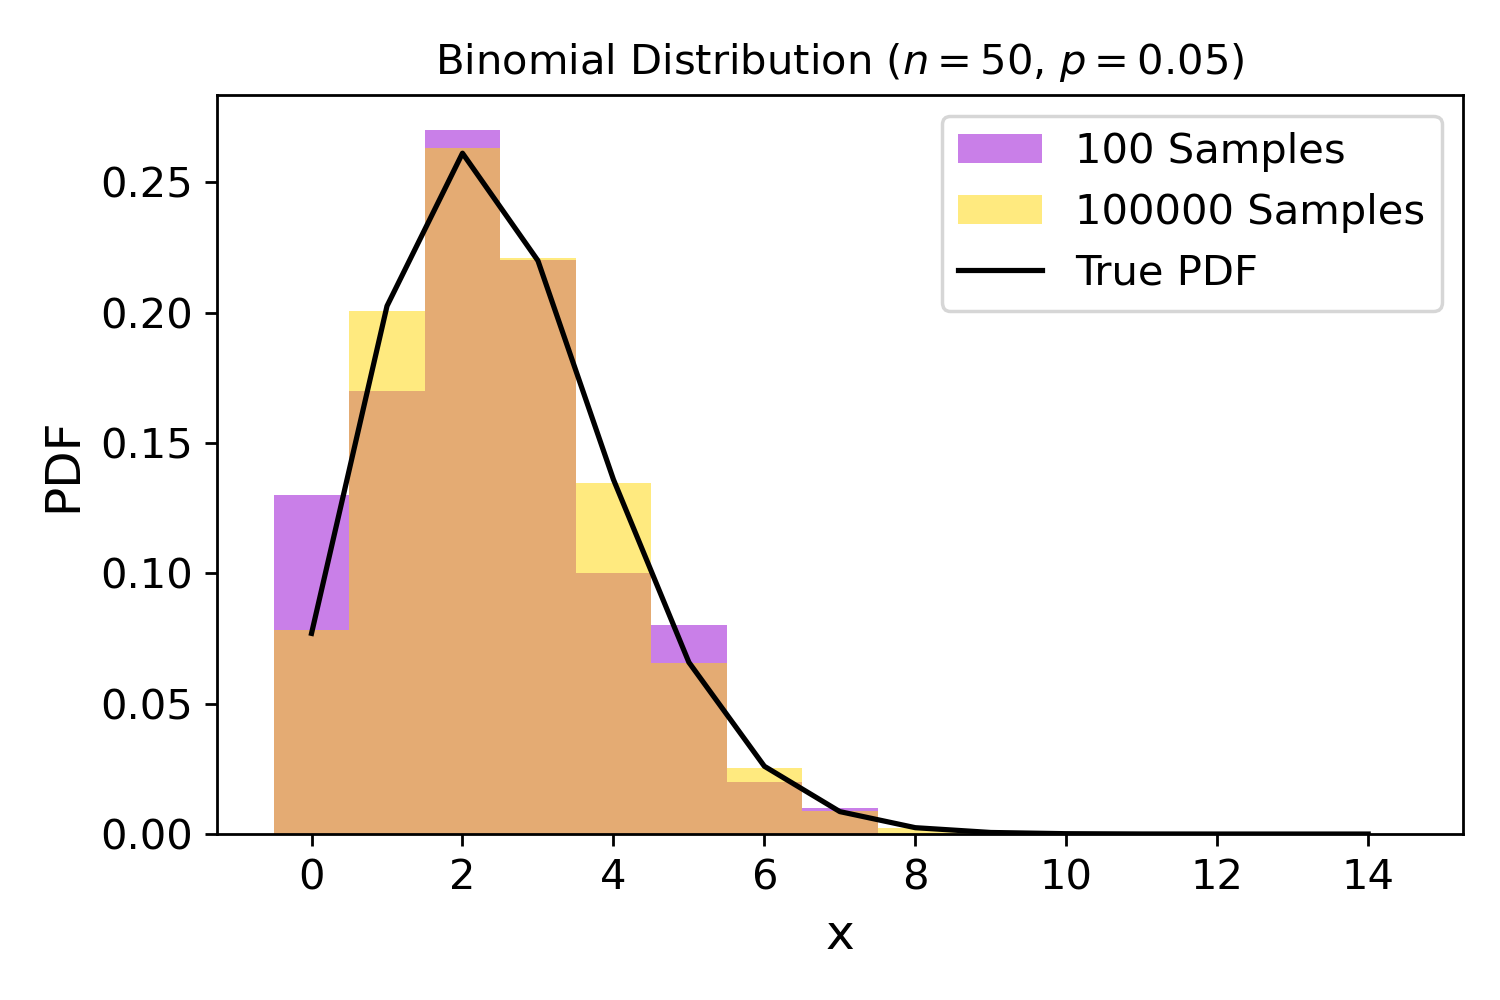 Binomial Distribution (n = 50, p = 0.05)
100 Samples
100000 Samples
True PDF
PDF
0.25
0.20
0.15
0.10
0.05
0.00
0 2 4 6 8 10 12 14
x